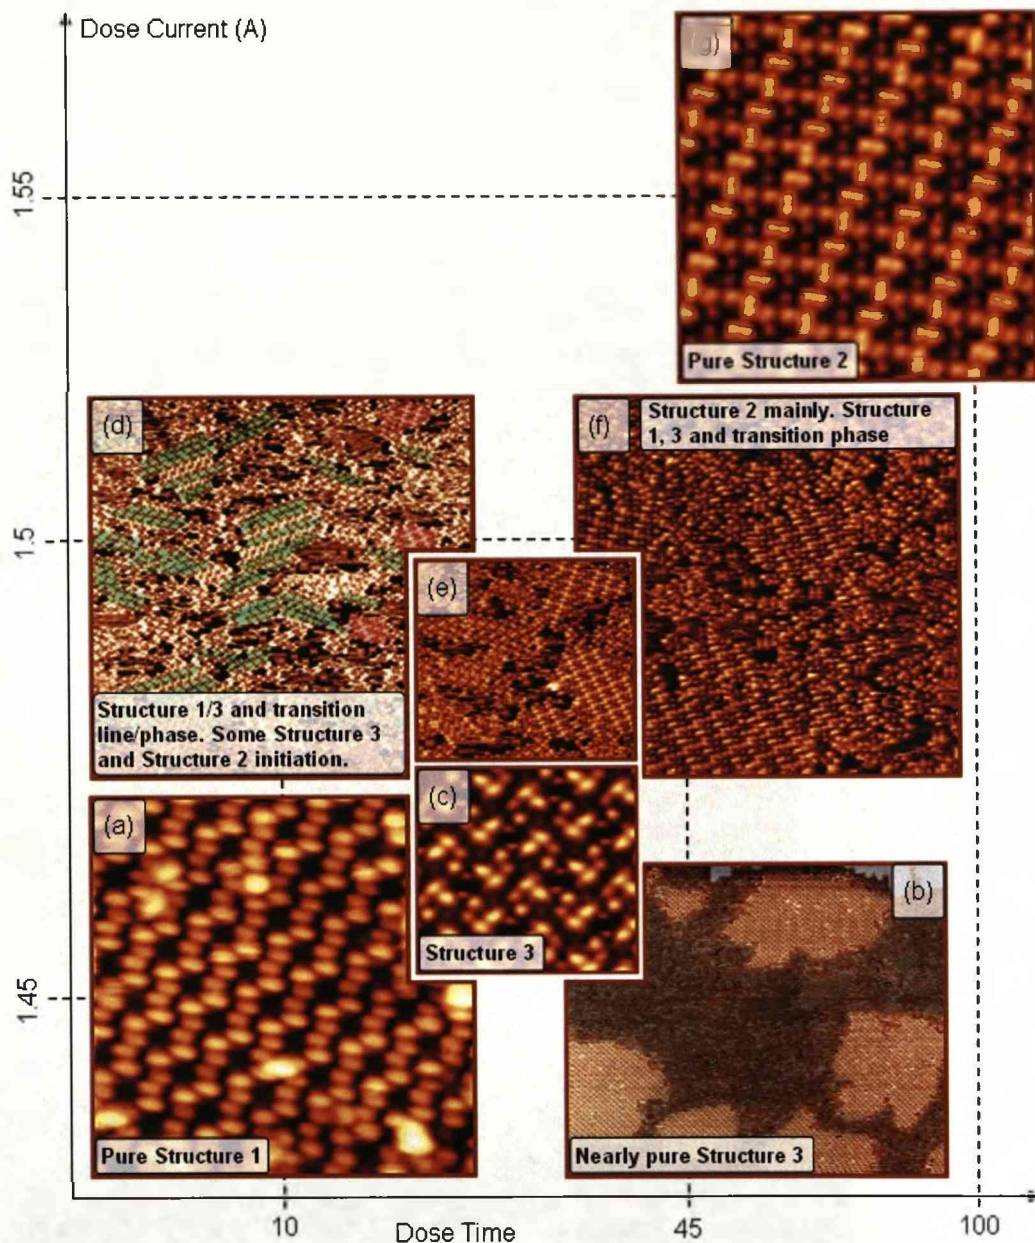 Dose Current (A)
(g)
1.55
Pure Structure 2
(d)
(f)
Structure 2 mainly. Structure
1, 3 and transition phase
1.5
(e)
Structure 1/3 and transition
line/phase. Some Structure 3
and Structure 2 initiation.
(a)
(c)
(b)
Structure 3
1.45
Pure Structure 1
Nearly pure Structure 3
10
45
100
Dose Time